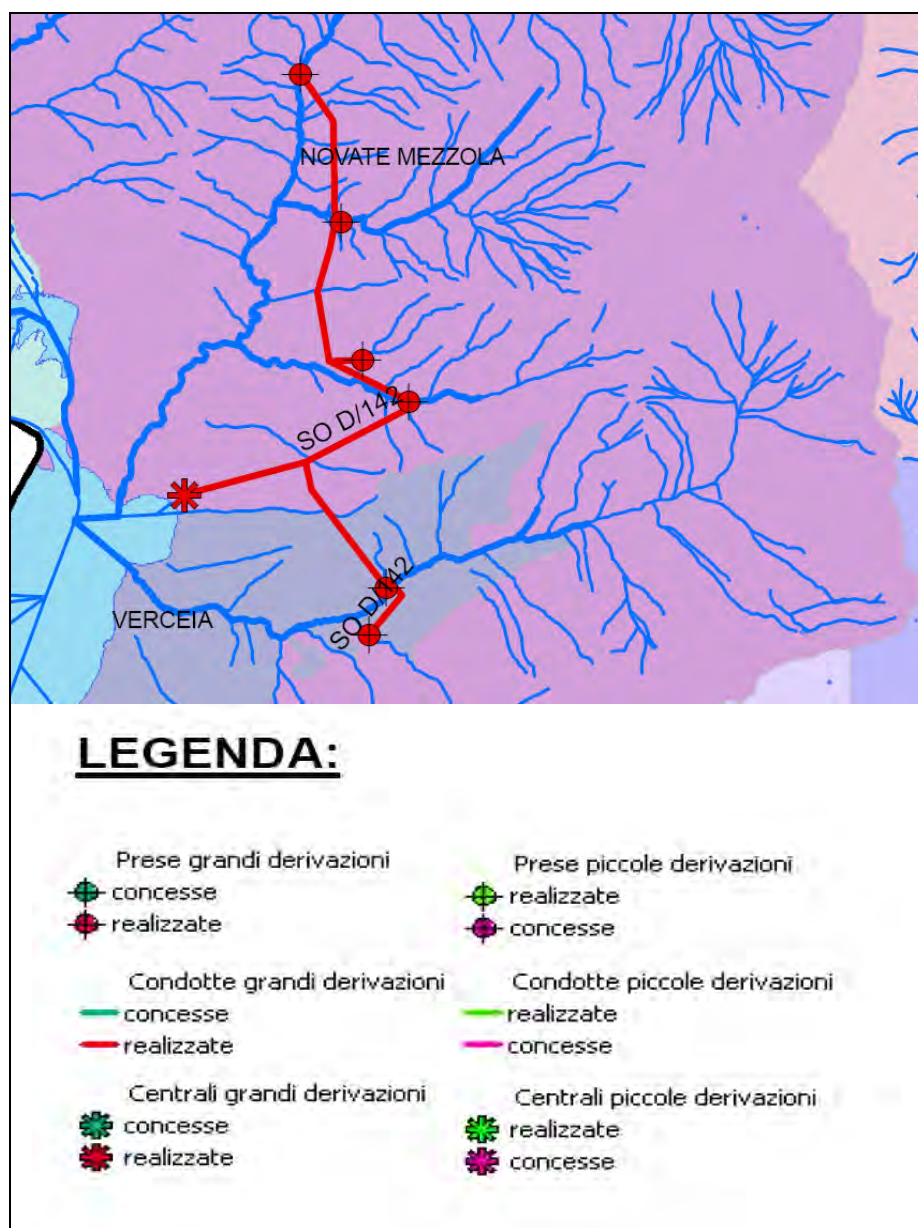 NOVATE MEZZOLA
SO D/142
SO D/142
VERCEIA
LEGENDA:
Prese grandi derivazioni
concesse
realizzate
Condotte grandi derivazioni
concesse
realizzate
Centrali grandi derivazioni
concesse
realizzate
Prese piccole derivazioni
realizzate
concesse
Condotte piccole derivazioni
realizzate
concesse
Centrali piccole derivazioni
realizzate
concesse